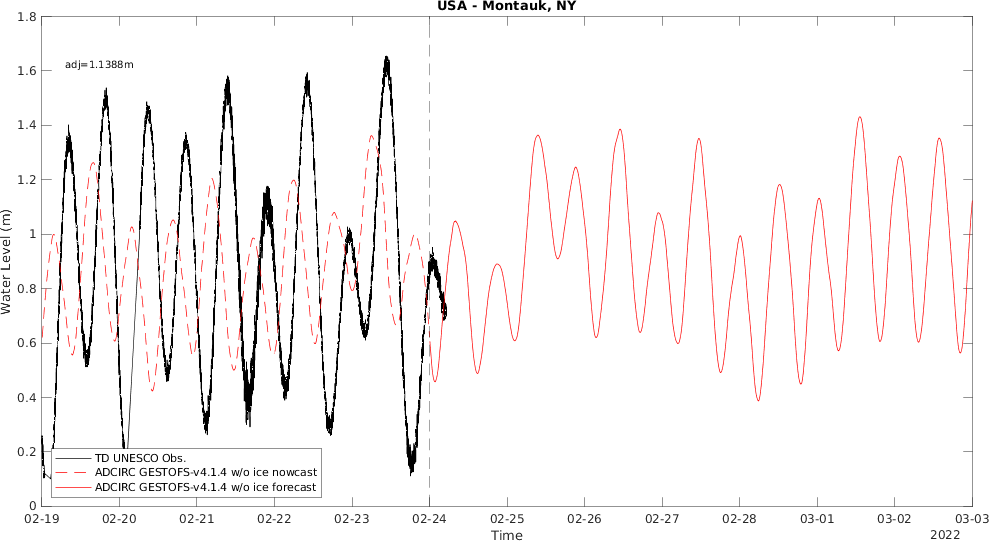 USA - Montauk, NY
1.8
1.6
1.4
1.2
1
0.8
0.6
0.4
0.2
0
Water Level (m)
adj=1.1388m
TD UNESCO Obs.
ADCIRC GESTOFS-v4.1.4 w/o ice nowcast
ADCIRC GESTOFS-v4.1.4 w/o ice forecast
02-19 02-20 02-21 02-22 02-23 02-24 02-25 02-26 02-27 02-28 03-01 03-02 03-03
Time
2022